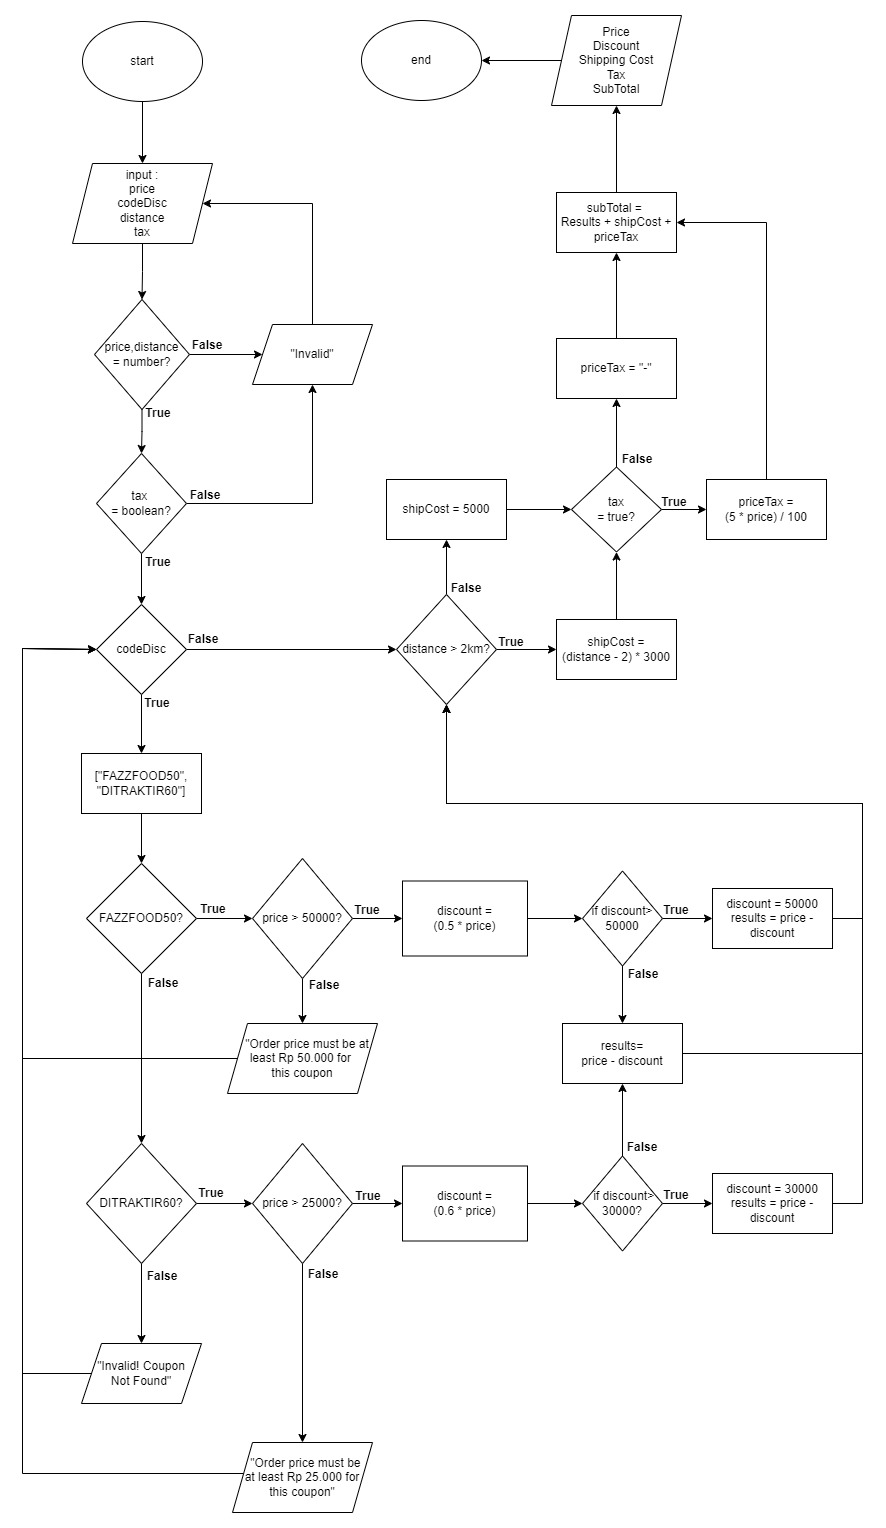 start
end
Price
Discount
Shipping Cost
Tax
SubTotal
input :
price
codeDisc
distance
tax
subTotal =
Results + shipCost +
priceTax
price,distance
= number?
False
"Invalid"
True
priceTax = "-"
tax
= boolean?
False
True
shipCost = 5000
False
tax
= true?
True
priceTax =
(5 * price) / 100
codeDisc
False
True
False
distance > 2km?
True
shipCost =
(distance - 2) * 3000
["FAZZFOOD50",
"DITRAKTIR60"]
FAZZFOOD50?
True
False
price > 50000?
True
False
discount =
(0.5 * price)
if discount>
50000
True
False
discount = 50000
results = price -
discount
"Order price must be at
least Rp 50.000 for
this coupon
results=
price - discount
DITRAKTIR60?
True
False
price > 25000?
True
False
discount =
(0.6 * price)
False
if discount>
30000?
True
discount = 30000
results = price -
discount
"Invalid! Coupon
Not Found"
"Order price must be
at least Rp 25.000 for
this coupon"